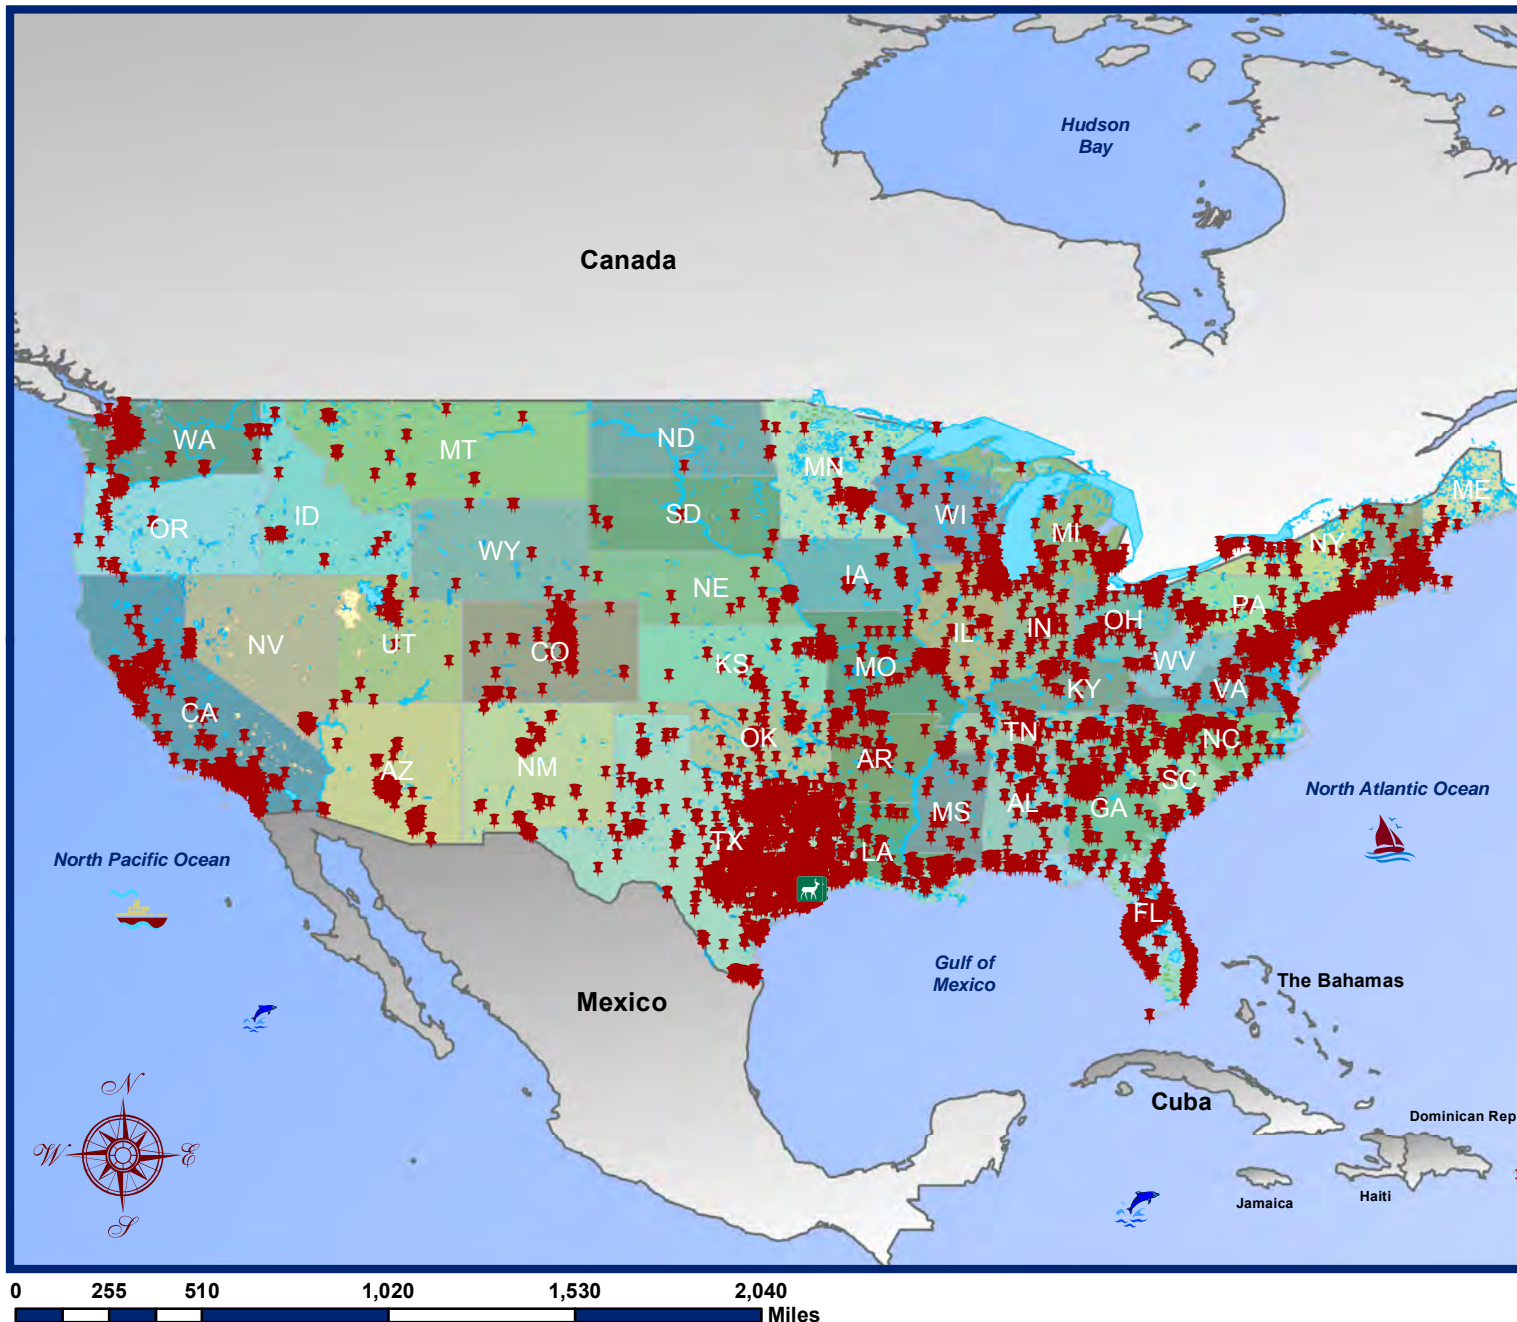 Hudson
Bay
Canada
WA
MT
ND
MN
ME
OR
ID
SD
WI
MI
NY
WY
IA
NE
PA
NV
UT
CO
IL
IN
OH
KS
MO
WV
KY
VA
CA
OK
TN
NC
AZ
NM
AR
SC
MS
AL
GA
North Atlantic Ocean
TX
LA
North Pacific Ocean
FL
Gulf of
Mexico
The Bahamas
Mexico
N
Cuba
Dominican Rep
W
E
Jamaica
Haiti
S
0 255 510 1,020 1,530 2,040
Miles